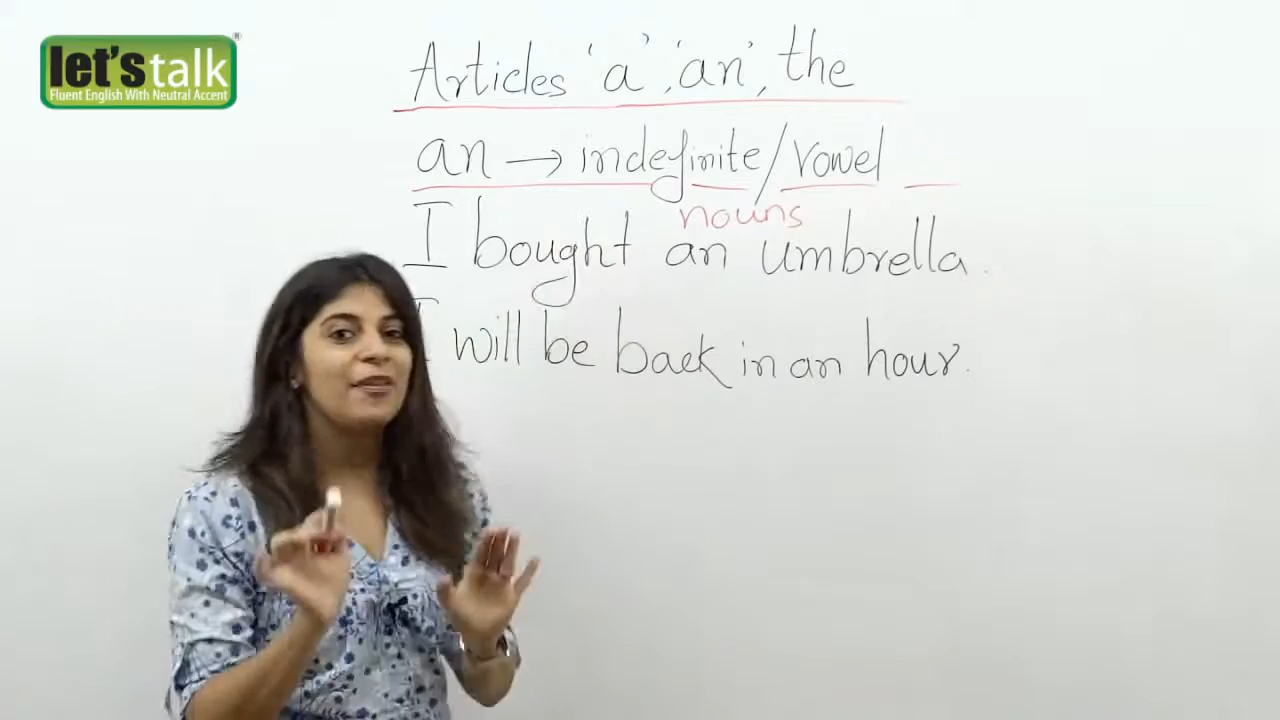 let'stalk®
Fluent English With Neutral Accent
Articles 'a', 'an', the
an → indefinite/vowel
nouns
I bought an umbrella.
I will be back in an hour.